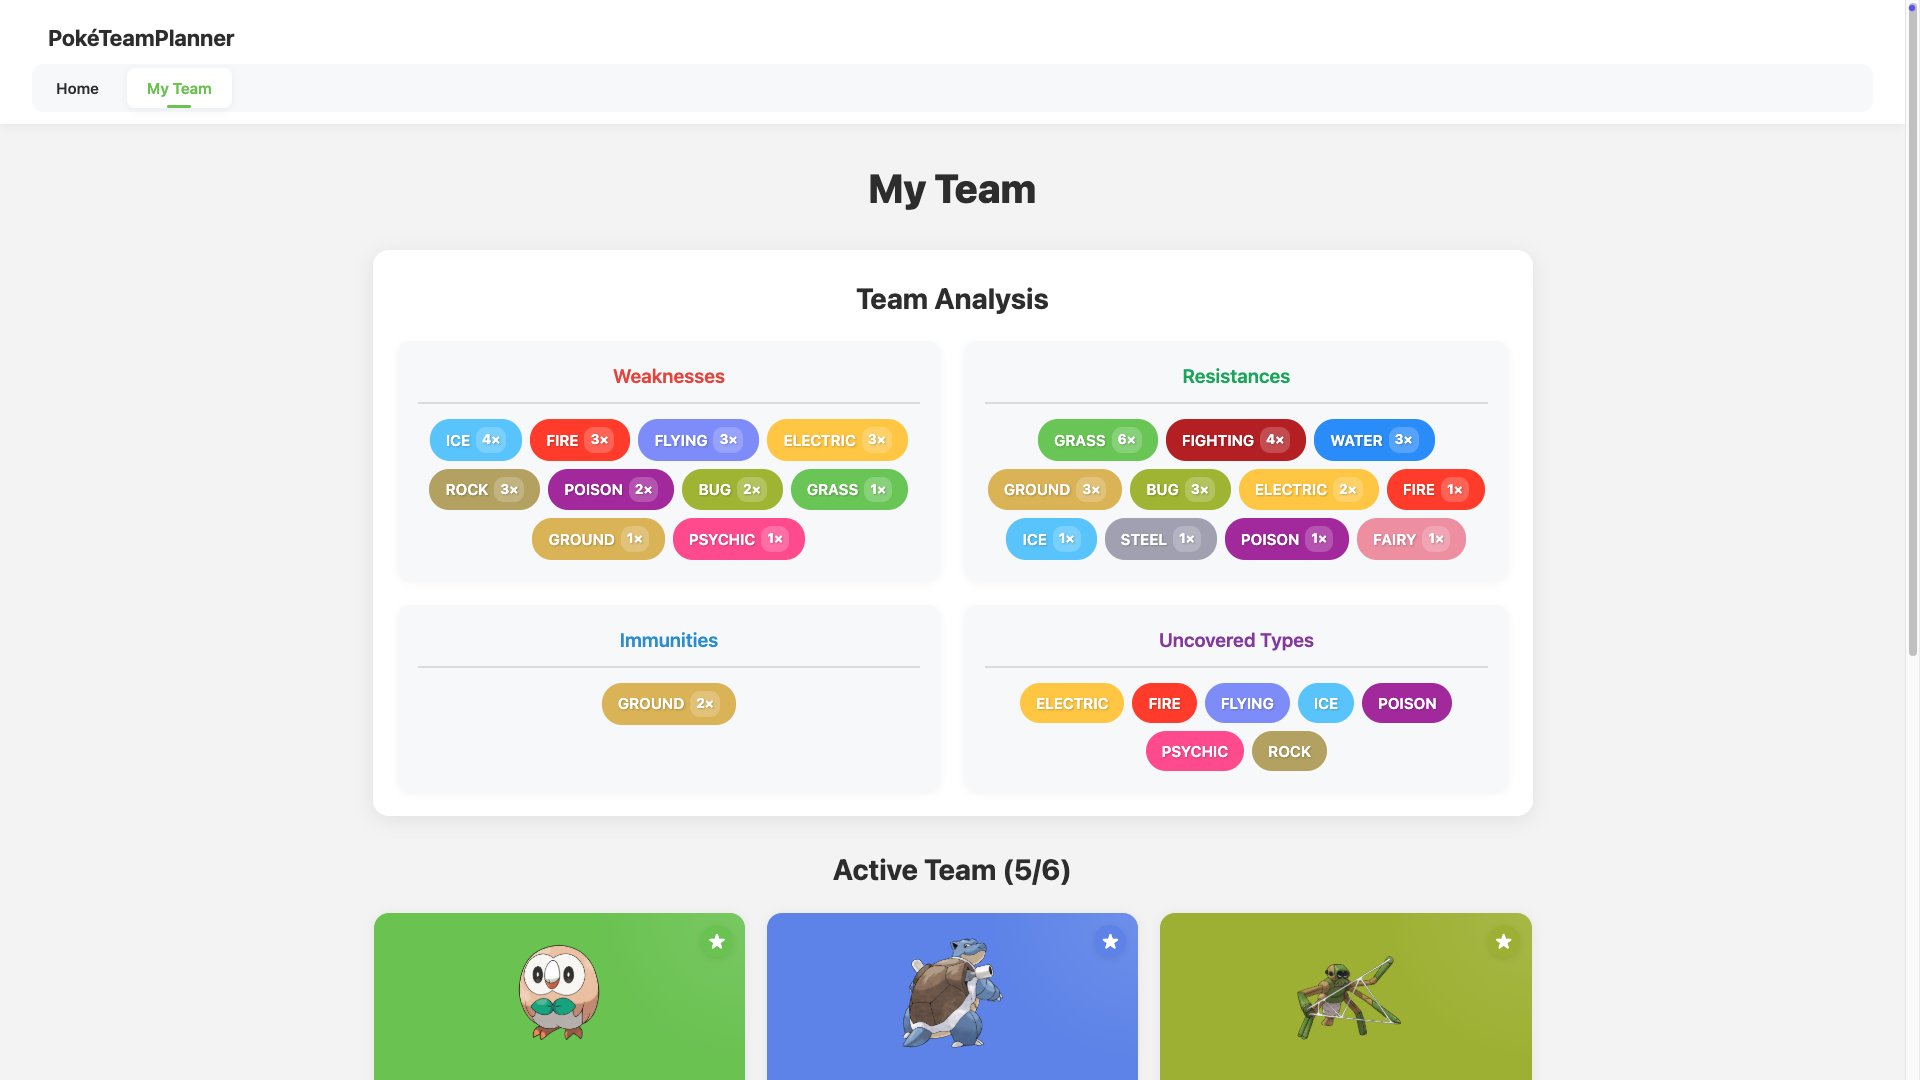 PokéTeamPlanner
Home My Team
My Team
Team Analysis
Weaknesses
ICE 4× FIRE 3× FLYING 3× ELECTRIC 3×
ROCK 3× POISON 2× BUG 2× GRASS 1×
GROUND 1× PSYCHIC 1×
Resistances
GRASS 6× FIGHTING 4× WATER 3×
GROUND 3× BUG 3× ELECTRIC 2× FIRE 1×
ICE 1× STEEL 1× POISON 1× FAIRY 1×
Immunities
GROUND 2×
Uncovered Types
ELECTRIC FIRE FLYING ICE POISON
PSYCHIC ROCK
Active Team (5/6)